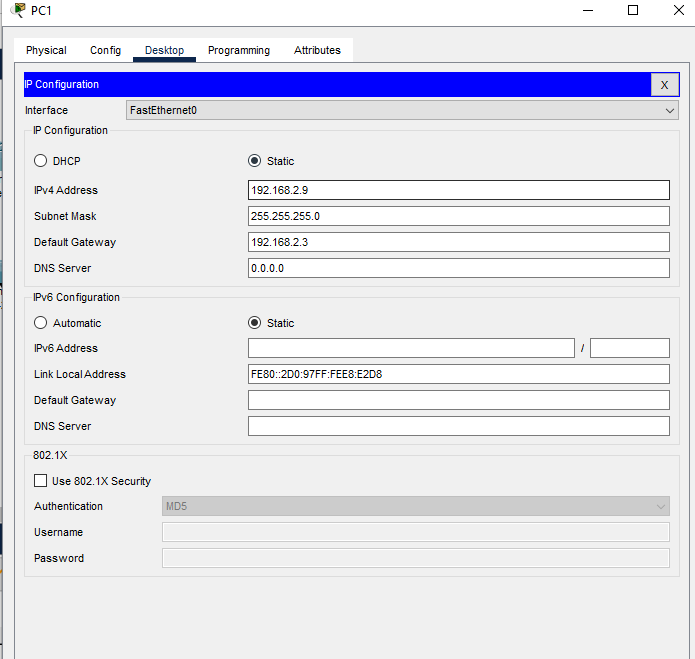 PC1
Physical Config Desktop Programming Attributes
IP Configuration X
Interface FastEthernet0
IP Configuration
DHCP Static
IPv4 Address 192.168.2.9
Subnet Mask 255.255.255.0
Default Gateway 192.168.2.3
DNS Server 0.0.0.0
IPv6 Configuration
Automatic Static
IPv6 Address /
Link Local Address FE80::2D0:97FF:FEE8:E2D8
Default Gateway
DNS Server
802.1X
Use 802.1X Security
Authentication MD5
Username
Password